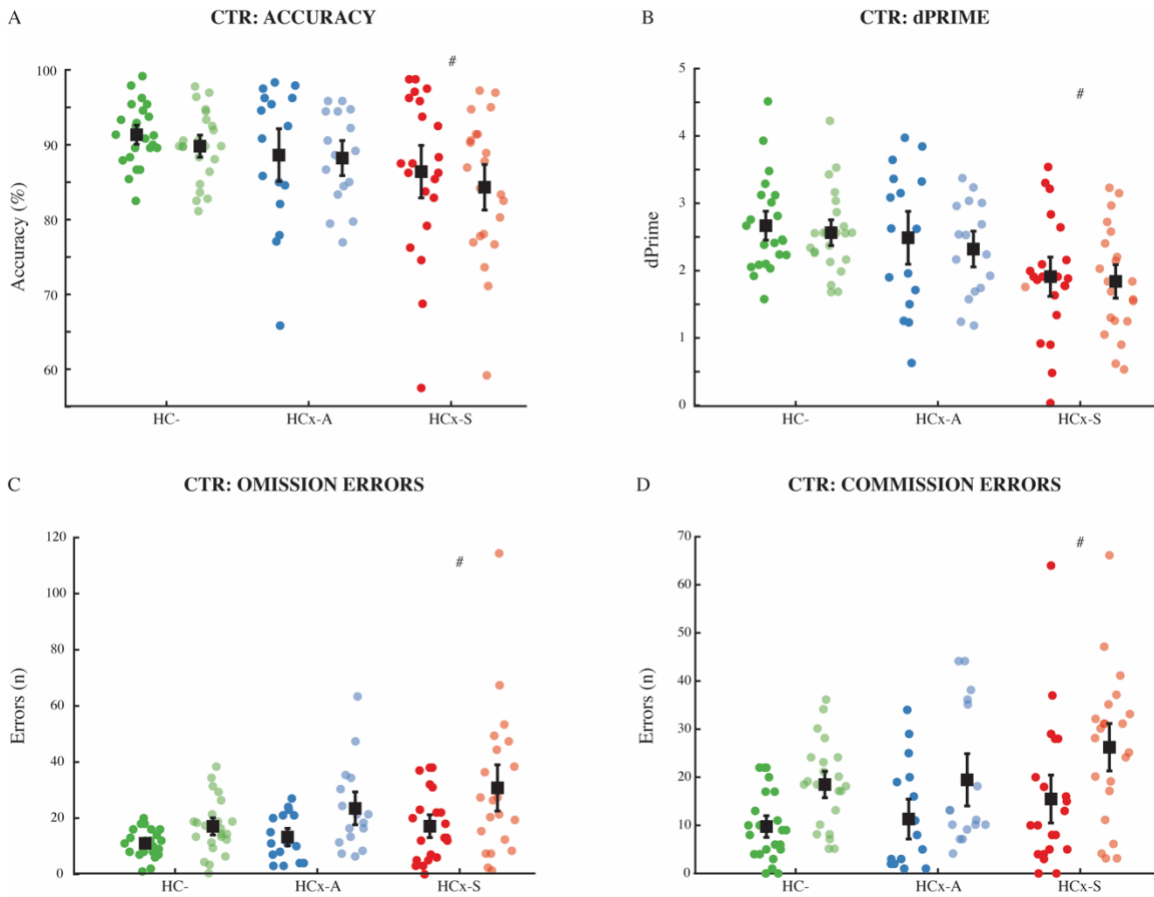 A
CTR: ACCURACY
#
100
90
80
70
60
Accuracy (%)
HC-
HCx-A
HCx-S
B
CTR: dPRIME
#
5
4
3
2
1
0
dPrime
HC-
HCx-A
HCx-S
C
CTR: OMISSION ERRORS
#
120
100
80
60
40
20
0
Errors (n)
HC-
HCx-A
HCx-S
D
CTR: COMMISSION ERRORS
#
70
60
50
40
30
20
10
0
Errors (n)
HC-
HCx-A
HCx-S